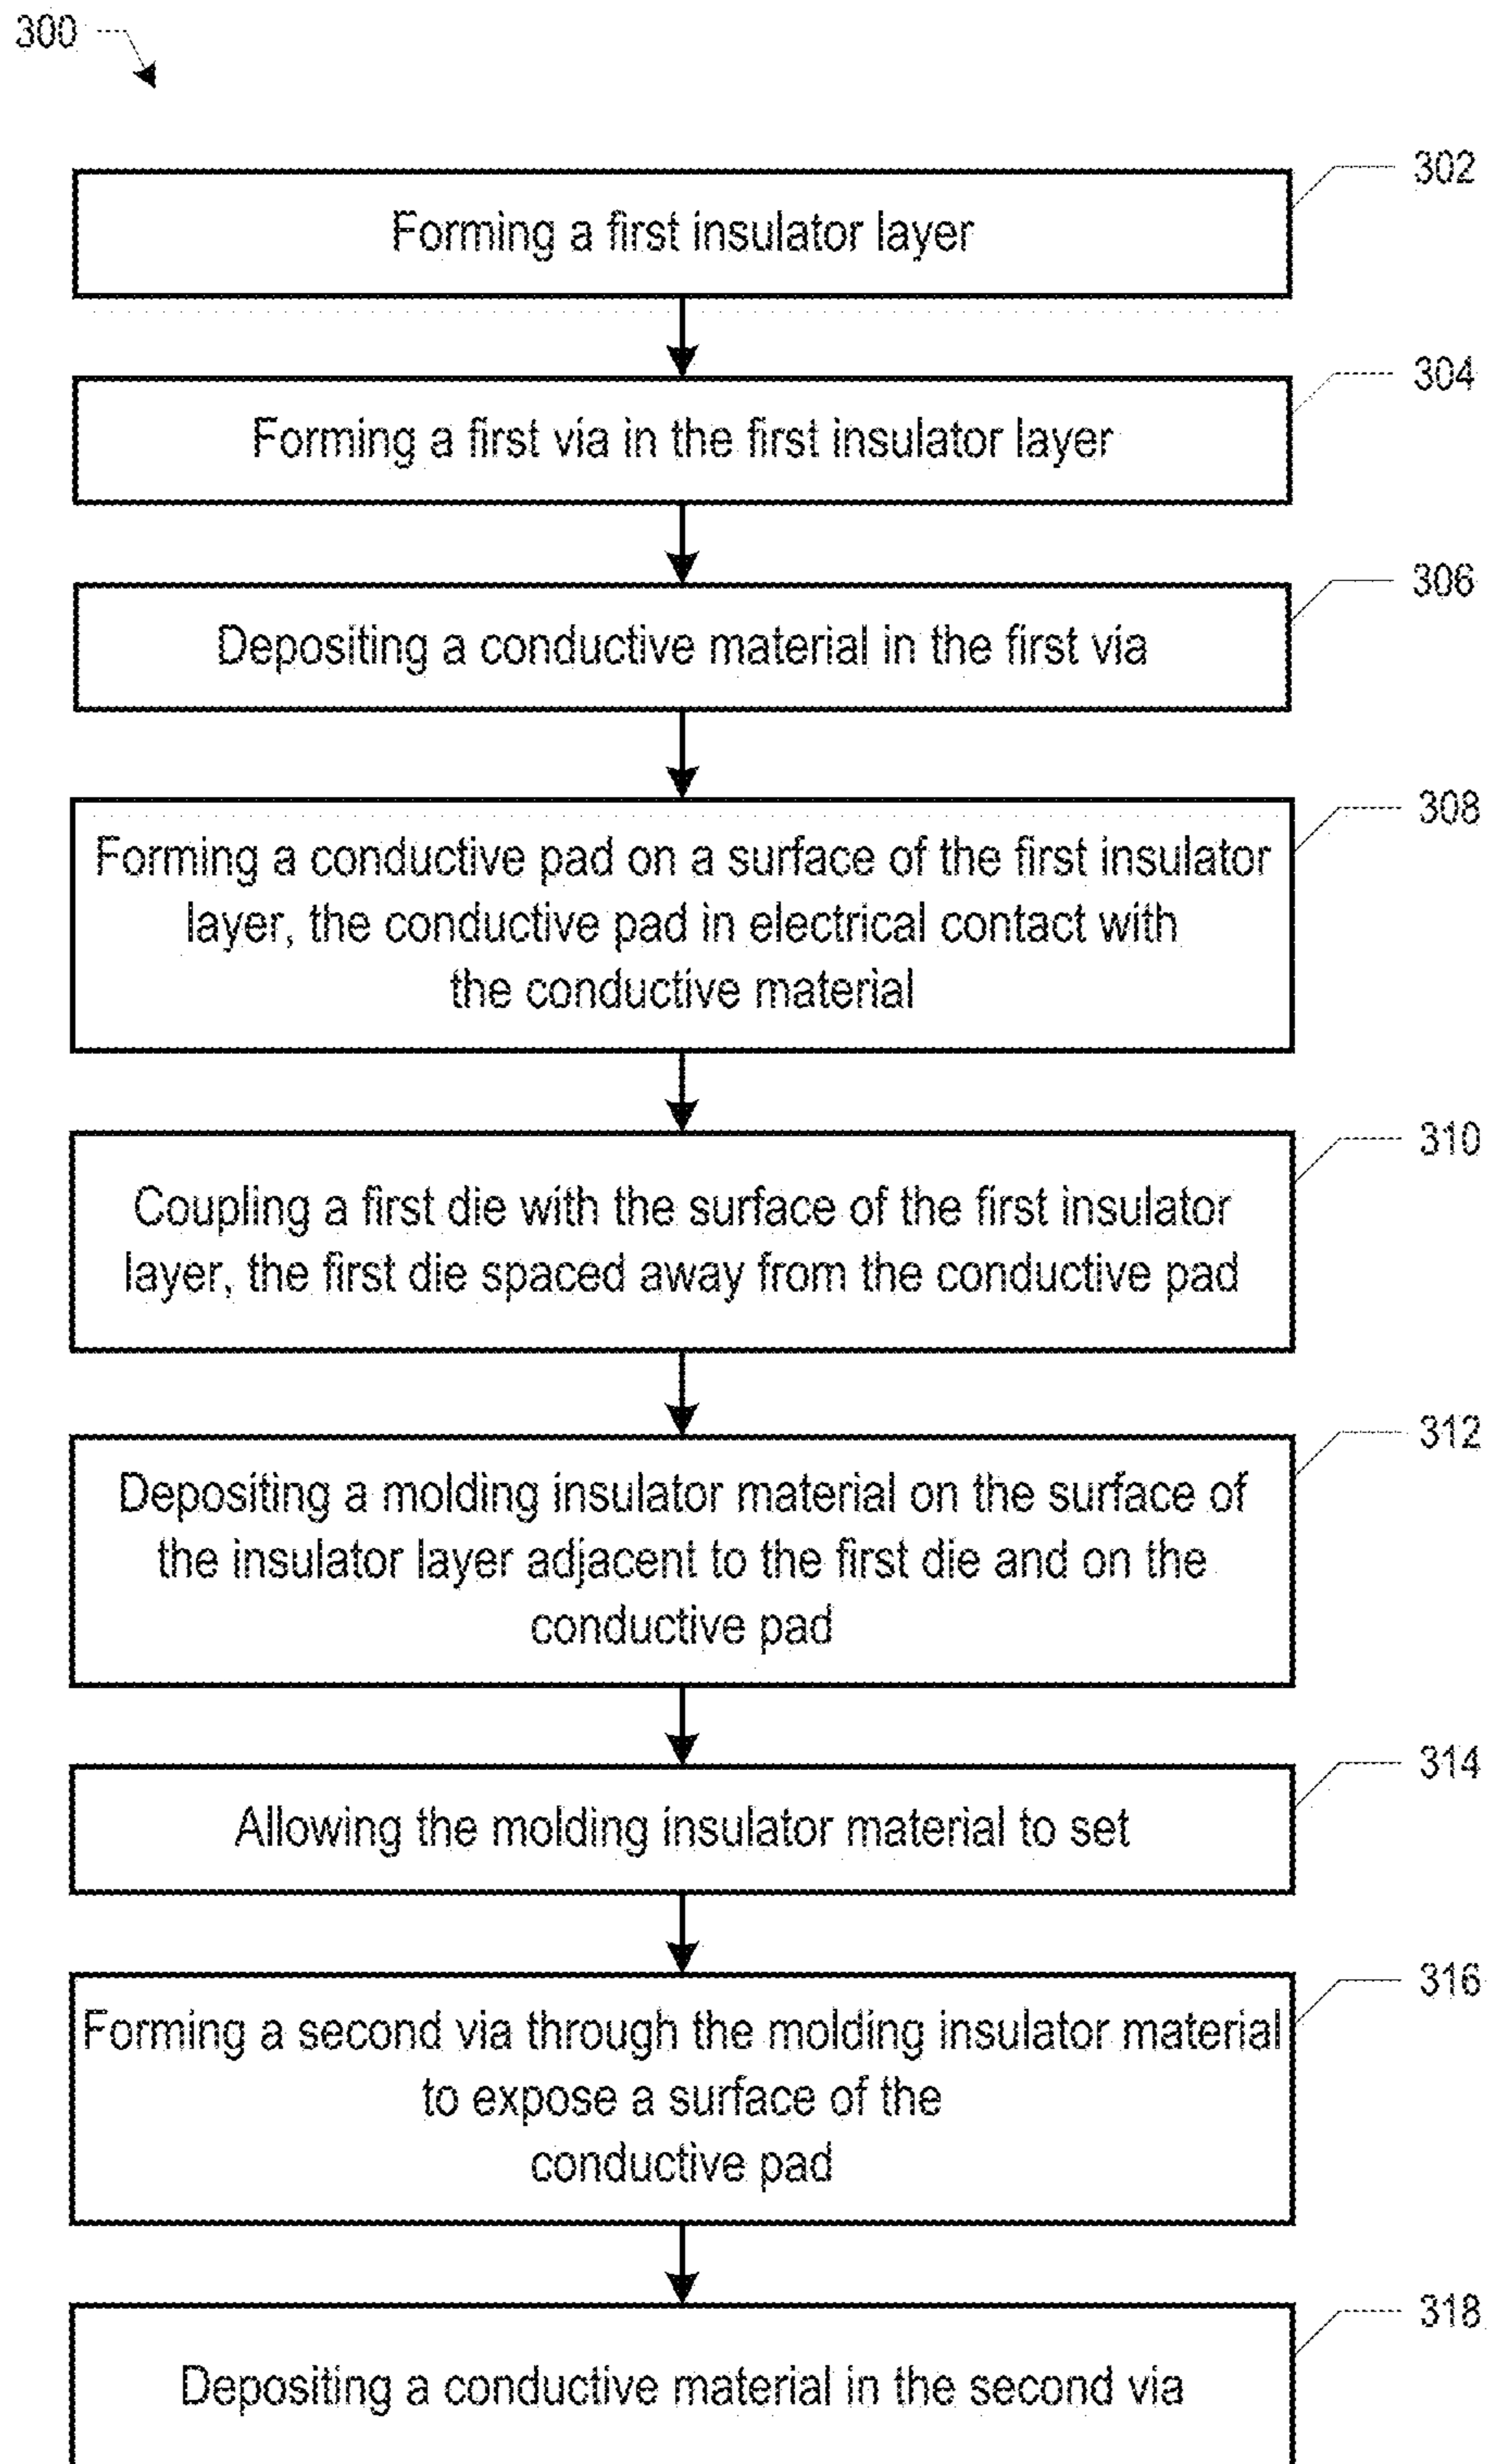 300
302
Forming a first insulator layer
304
Forming a first via in the first insulator layer
306
Depositing a conductive material in the first via
308
Forming a conductive pad on a surface of the first insulator
layer, the conductive pad in electrical contact with
the conductive material
310
Coupling a first die with the surface of the first insulator
layer, the first die spaced away from the conductive pad
312
Depositing a molding insulator material on the surface of
the insulator layer adjacent to the first die and on the
conductive pad
314
Allowing the molding insulator material to set
316
Forming a second via through the molding insulator material
to expose a surface of the
conductive pad
318
Depositing a conductive material in the second via